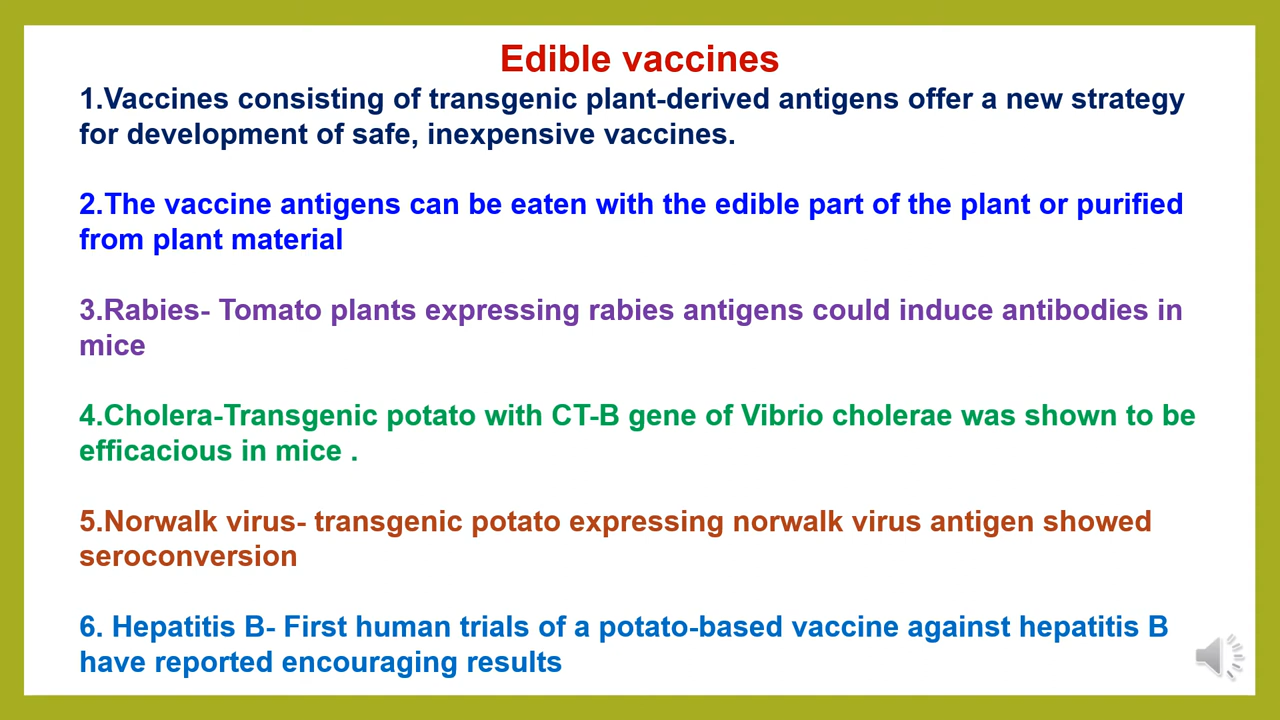 Edible vaccines
1.Vaccines consisting of transgenic plant-derived antigens offer a new strategy
for development of safe, inexpensive vaccines.
2.The vaccine antigens can be eaten with the edible part of the plant or purified
from plant material
3.Rabies- Tomato plants expressing rabies antigens could induce antibodies in
mice
4.Cholera-Transgenic potato with CT-B gene of Vibrio cholerae was shown to be
efficacious in mice .
5.Norwalk virus- transgenic potato expressing norwalk virus antigen showed
seroconversion
6. Hepatitis B- First human trials of a potato-based vaccine against hepatitis B
have reported encouraging results